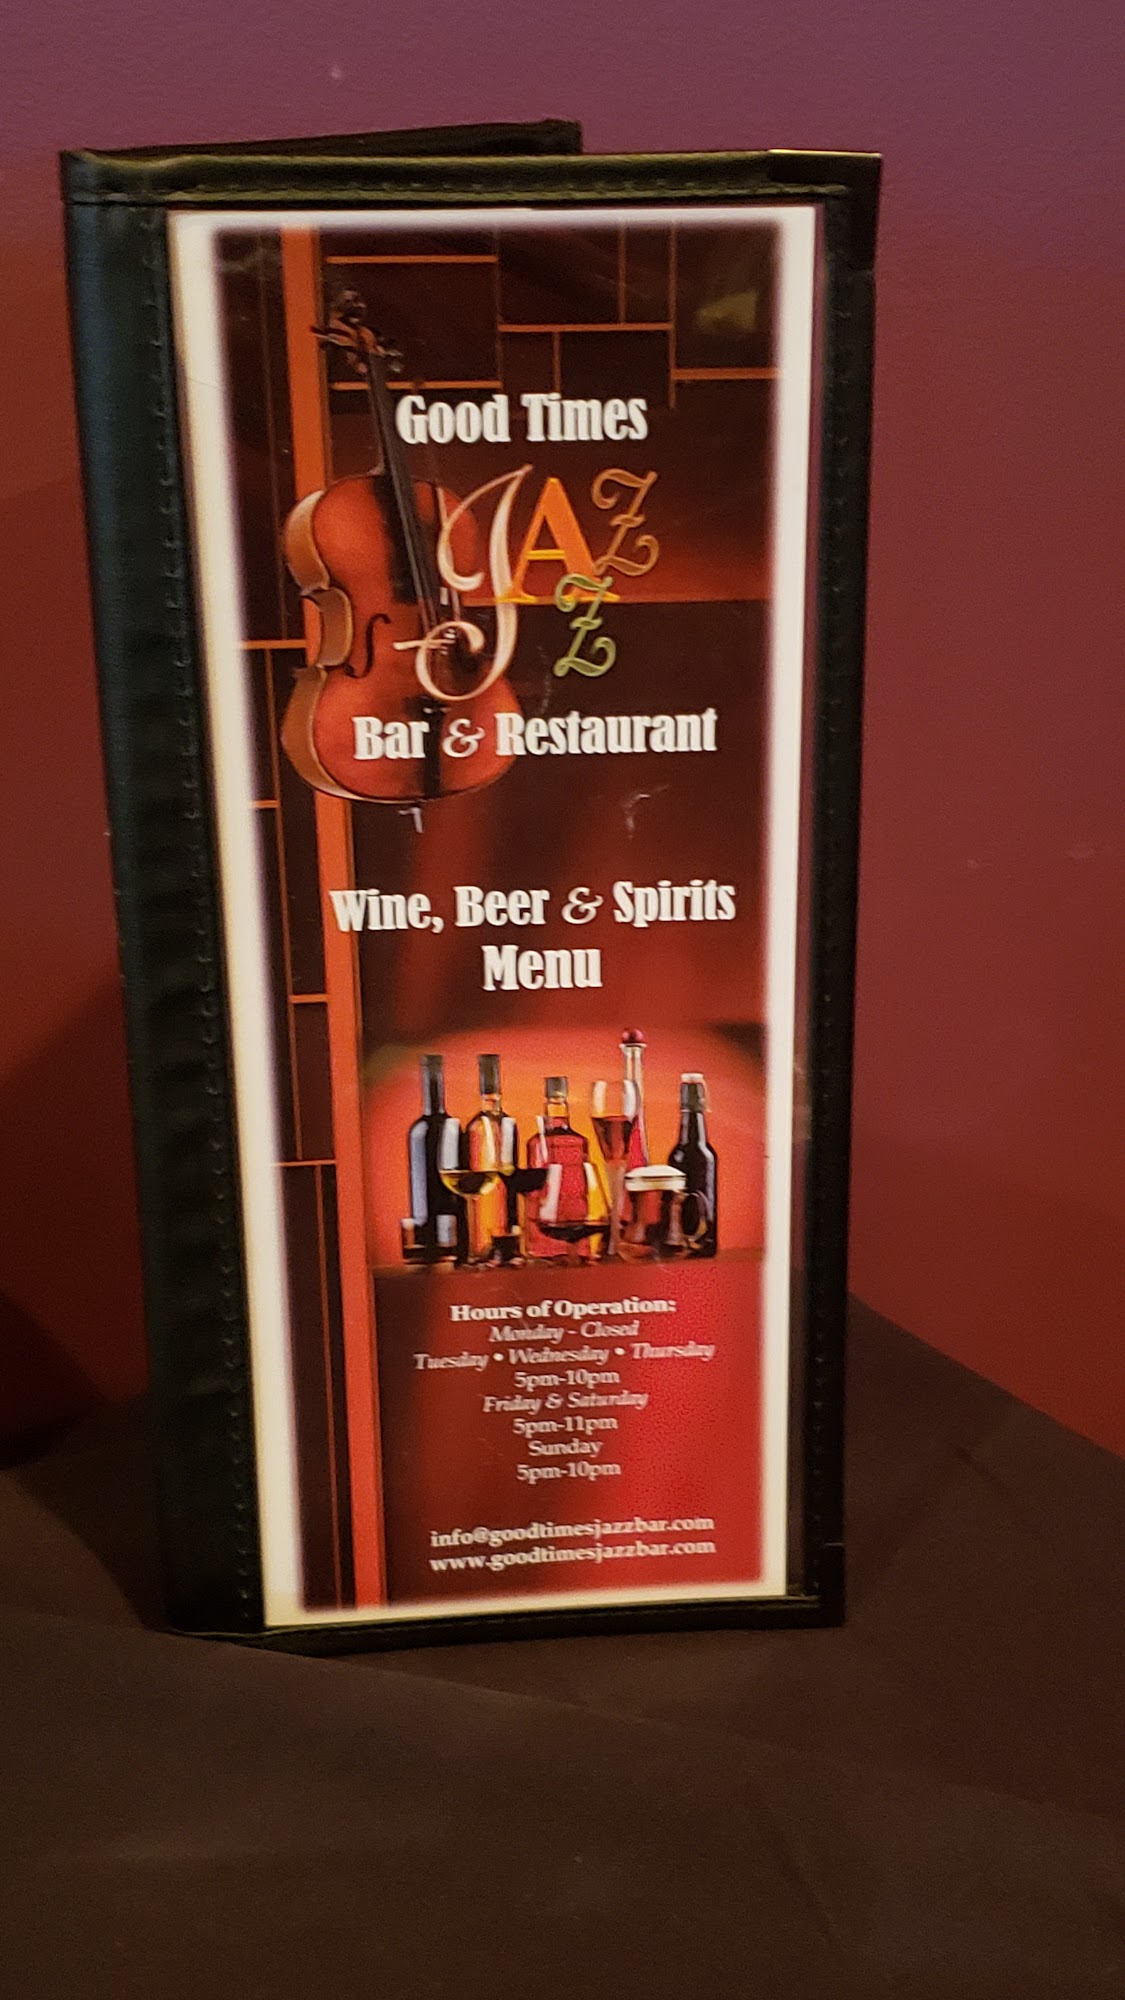 Good Times
JAZZ
Bar & Restaurant
Wine, Beer & Spirits
Menu
Hours of Operation:
Monday - Closed
Tuesday • Wednesday • Thursday
5pm-10pm
Friday & Saturday
5pm-11pm
Sunday
5pm-10pm
info@goodtimesjazzbar.com
www.goodtimesjazzbar.com